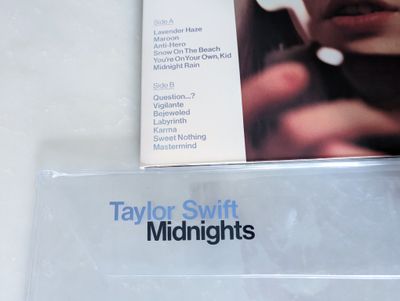 Side A
Lavender Haze
Maroon
Anti-Hero
Snow On The Beach
You're On Your Own, Kid
Midnight Rain
Side B
Question...?
Vigilante
Bejeweled
Labyrinth
Karma
Sweet Nothing
Mastermind
Taylor Swift
Midnights